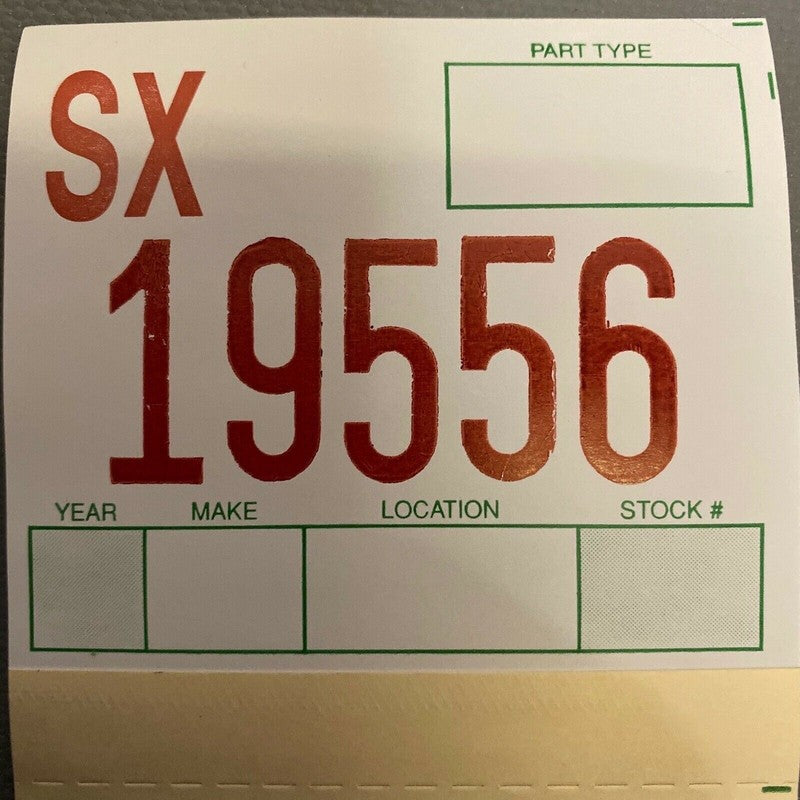 SX
PART TYPE
19556
YEAR MAKE LOCATION STOCK #